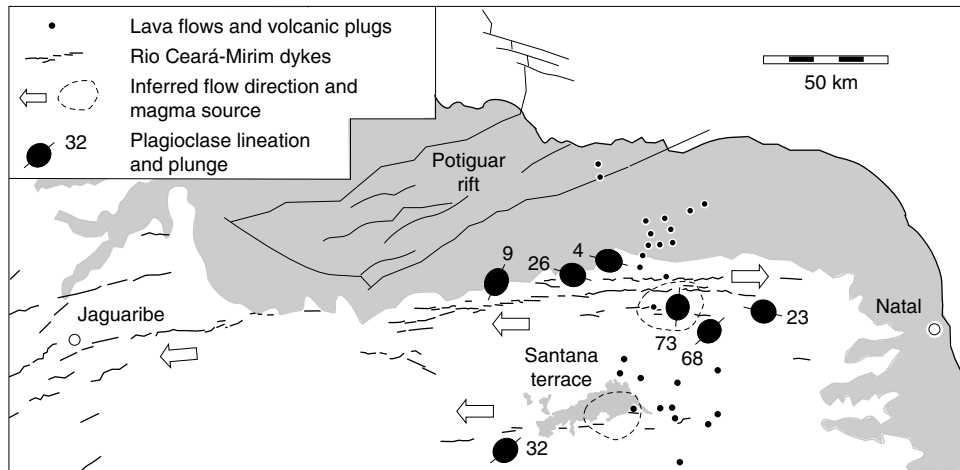 Lava flows and volcanic plugs
Rio Ceará-Mirim dykes
Inferred flow direction and
magma source
32
Plagioclase lineation
and plunge
50 km
Potiguar
rift
9
26
4
Jaguaribe
Natal
23
73
68
Santana
terrace
32